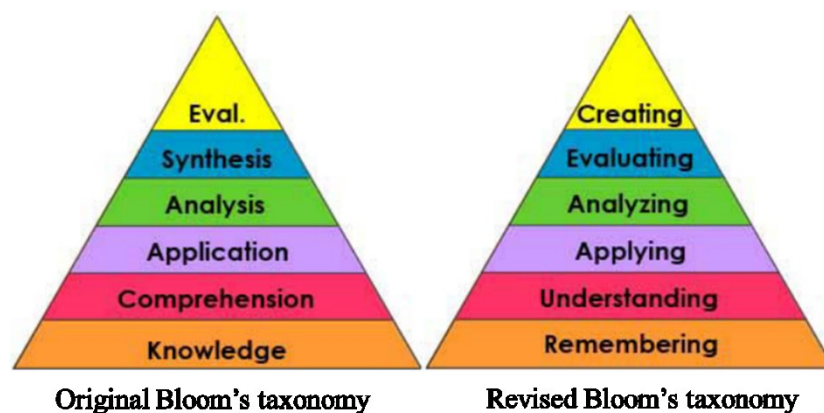 Eval.
Synthesis
Analysis
Application
Comprehension
Knowledge
Original Bloom's taxonomy
Creating
Evaluating
Analyzing
Applying
Understanding
Remembering
Revised Bloom's taxonomy